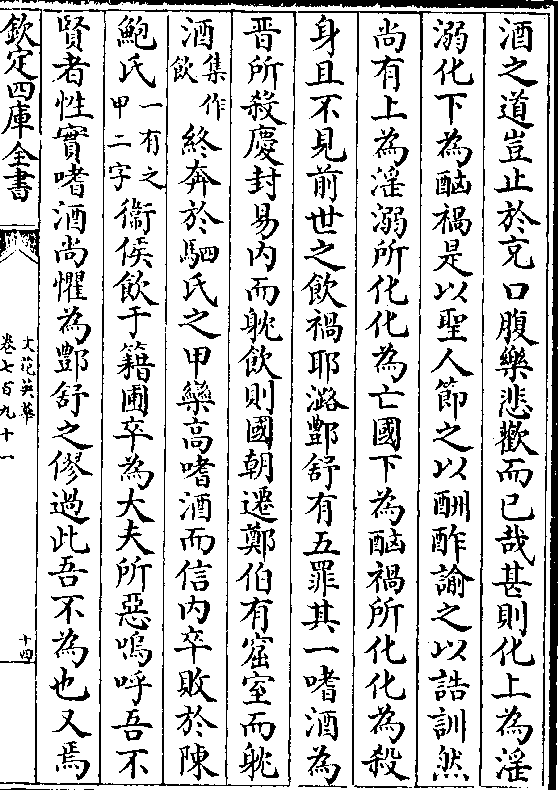 酒之道豈止於充口腹樂悲歡而已哉甚則化上為淫
溺化下為酗禍是以聖人節之以酬酢諭之以誥訓然
尚有上為淫溺所化化為亡國下為酗禍所化化為殺
身且不見前世之飲禍耶潞酆舒有五罪其一嗜酒為
晋所殺慶封易内而耽飲則國朝遷鄭伯有窟室而耽
酒集作飲終奔於駟氏之甲欒高嗜酒而信内卒敗於陳
鮑氏一有之甲二字衛侯飲于籍圃卒為大夫所惡嗚呼吾不
賢者性實嗜酒尚懼為酆舒之僇過此吾不為也又焉
欽定四庫全書
文苑英華
卷七百九十一
十四